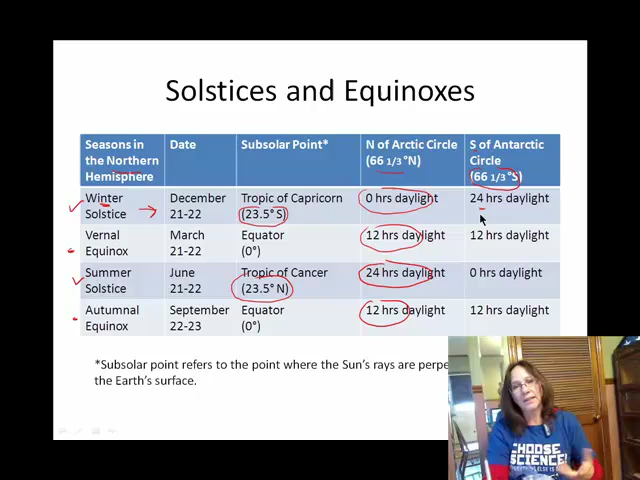 Solstices and Equinoxes
Seasons in the Northern Hemisphere | Date | Subsolar Point* | N of Arctic Circle (66 1/3 °N) | S of Antarctic Circle (66 1/3 °S)
Winter Solstice | December 21-22 | Tropic of Capricorn (23.5° S) | 0 hrs daylight | 24 hrs daylight
Vernal Equinox | March 21-22 | Equator (0°) | 12 hrs daylight | 12 hrs daylight
Summer Solstice | June 21-22 | Tropic of Cancer (23.5° N) | 24 hrs daylight | 0 hrs daylight
Autumnal Equinox | September 22-23 | Equator (0°) | 12 hrs daylight | 12 hrs daylight
*Subsolar point refers to the point where the Sun's rays are
the Earth's surface.
CHOOSE
SCIENCE!